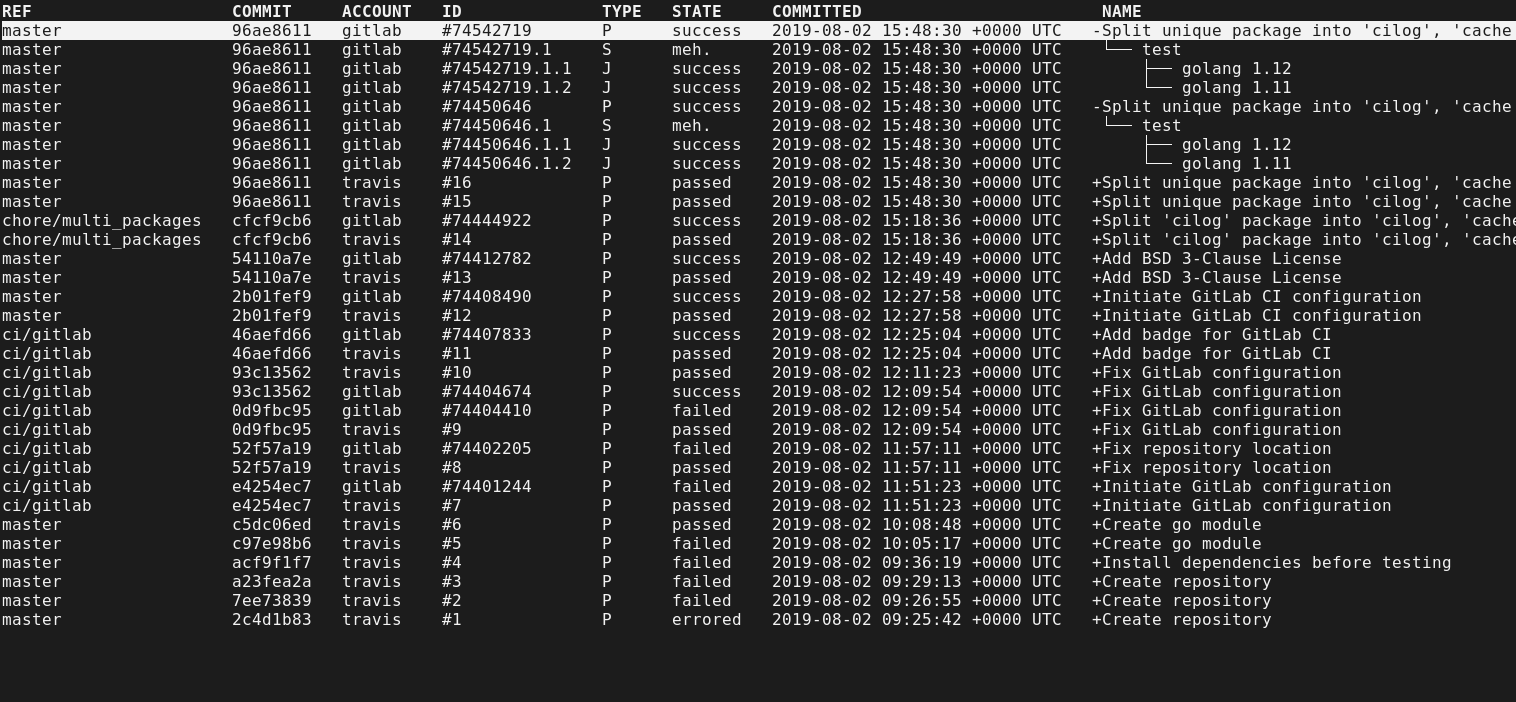 REF COMMIT ACCOUNT ID TYPE STATE COMMITTED NAME
master 96ae8611 gitlab #74542719 P success 2019-08-02 15:48:30 +0000 UTC -Split unique package into 'cilog', 'cache
master 96ae8611 gitlab #74542719.1 S meh. 2019-08-02 15:48:30 +0000 UTC └── test
master 96ae8611 gitlab #74542719.1.1 J success 2019-08-02 15:48:30 +0000 UTC ├── golang 1.12
master 96ae8611 gitlab #74542719.1.2 J success 2019-08-02 15:48:30 +0000 UTC └── golang 1.11
master 96ae8611 gitlab #74450646 P success 2019-08-02 15:48:30 +0000 UTC -Split unique package into 'cilog', 'cache
master 96ae8611 gitlab #74450646.1 S meh. 2019-08-02 15:48:30 +0000 UTC └── test
master 96ae8611 gitlab #74450646.1.1 J success 2019-08-02 15:48:30 +0000 UTC ├── golang 1.12
master 96ae8611 gitlab #74450646.1.2 J success 2019-08-02 15:48:30 +0000 UTC └── golang 1.11
master 96ae8611 travis #16 P passed 2019-08-02 15:48:30 +0000 UTC +Split unique package into 'cilog', 'cache
master 96ae8611 travis #15 P passed 2019-08-02 15:48:30 +0000 UTC +Split unique package into 'cilog', 'cache
chore/multi_packages cfcf9cb6 gitlab #74444922 P success 2019-08-02 15:18:36 +0000 UTC +Split 'cilog' package into 'cilog', 'cache
chore/multi_packages cfcf9cb6 travis #14 P passed 2019-08-02 15:18:36 +0000 UTC +Split 'cilog' package into 'cilog', 'cache
master 54110a7e gitlab #74412782 P success 2019-08-02 12:49:49 +0000 UTC +Add BSD 3-Clause License
master 54110a7e travis #13 P passed 2019-08-02 12:49:49 +0000 UTC +Add BSD 3-Clause License
master 2b01fef9 gitlab #74408490 P success 2019-08-02 12:27:58 +0000 UTC +Initiate GitLab CI configuration
master 2b01fef9 travis #12 P passed 2019-08-02 12:27:58 +0000 UTC +Initiate GitLab CI configuration
ci/gitlab 46aefd66 gitlab #74407833 P success 2019-08-02 12:25:04 +0000 UTC +Add badge for GitLab CI
ci/gitlab 46aefd66 travis #11 P passed 2019-08-02 12:25:04 +0000 UTC +Add badge for GitLab CI
ci/gitlab 93c13562 travis #10 P passed 2019-08-02 12:11:23 +0000 UTC +Fix GitLab configuration
ci/gitlab 93c13562 gitlab #74404674 P success 2019-08-02 12:09:54 +0000 UTC +Fix GitLab configuration
ci/gitlab 0d9fbc95 gitlab #74404410 P failed 2019-08-02 12:09:54 +0000 UTC +Fix GitLab configuration
ci/gitlab 0d9fbc95 travis #9 P passed 2019-08-02 12:09:54 +0000 UTC +Fix GitLab configuration
ci/gitlab 52f57a19 gitlab #74402205 P failed 2019-08-02 11:57:11 +0000 UTC +Fix repository location
ci/gitlab 52f57a19 travis #8 P passed 2019-08-02 11:57:11 +0000 UTC +Fix repository location
ci/gitlab e4254ec7 gitlab #74401244 P failed 2019-08-02 11:51:23 +0000 UTC +Initiate GitLab configuration
ci/gitlab e4254ec7 travis #7 P passed 2019-08-02 11:51:23 +0000 UTC +Initiate GitLab configuration
master c5dc06ed travis #6 P passed 2019-08-02 10:08:48 +0000 UTC +Create go module
master c97e98b6 travis #5 P failed 2019-08-02 10:05:17 +0000 UTC +Create go module
master acf9f1f7 travis #4 P failed 2019-08-02 09:36:19 +0000 UTC +Install dependencies before testing
master a23fea2a travis #3 P failed 2019-08-02 09:29:13 +0000 UTC +Create repository
master 7ee73839 travis #2 P failed 2019-08-02 09:26:55 +0000 UTC +Create repository
master 2c4d1b83 travis #1 P errored 2019-08-02 09:25:42 +0000 UTC +Create repository